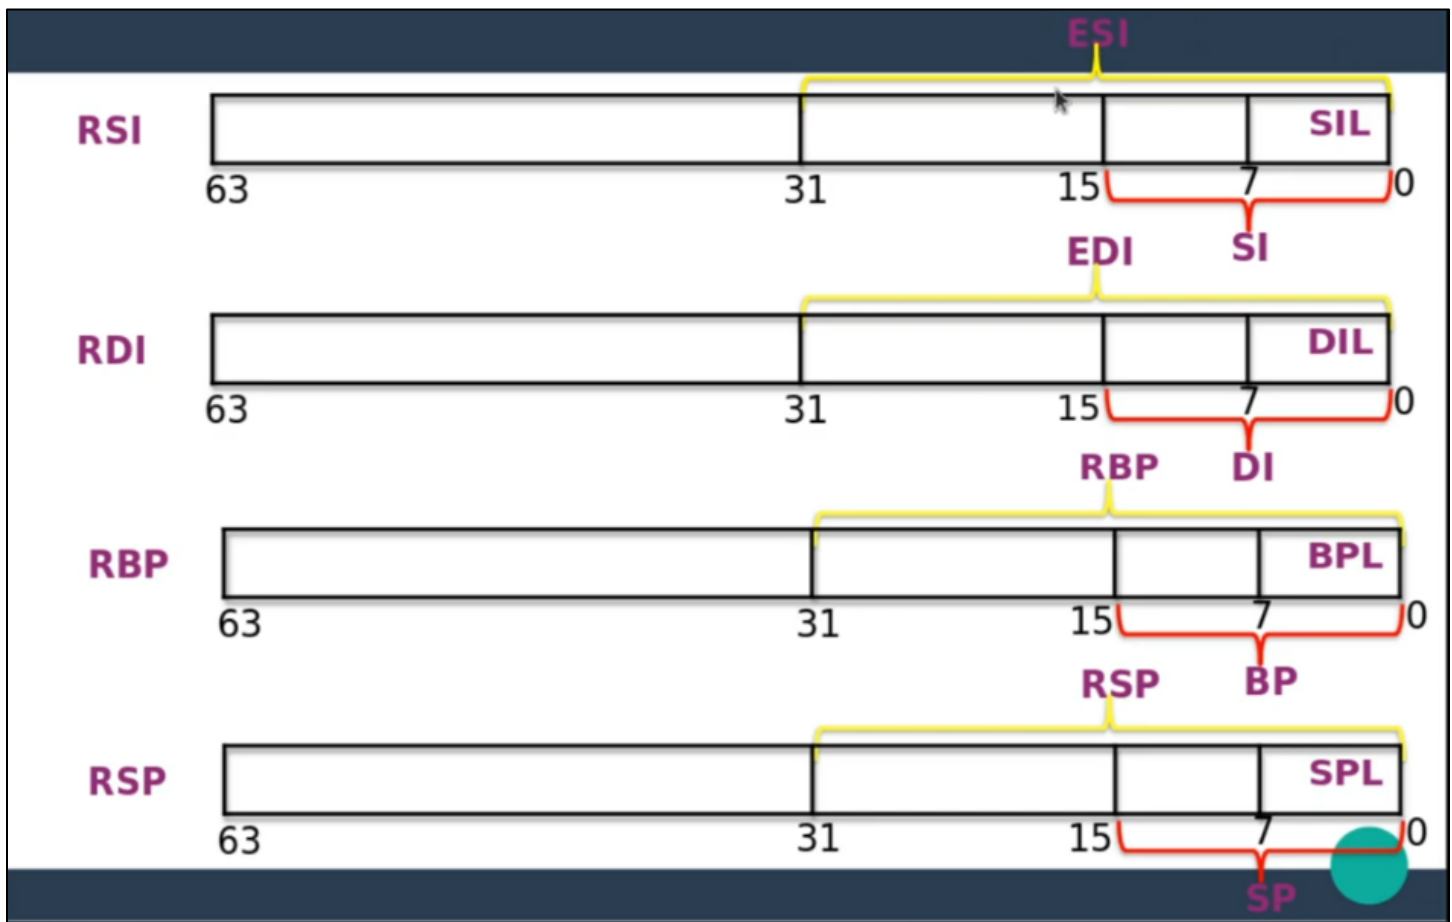 ESI
RSI SIL
63 31 15 7 0
SI
EDI
RDI DIL
63 31 15 7 0
DI
RBP
RBP BPL
63 31 15 7 0
BP
RSP
RSP SPL
63 31 15 7 0
SP